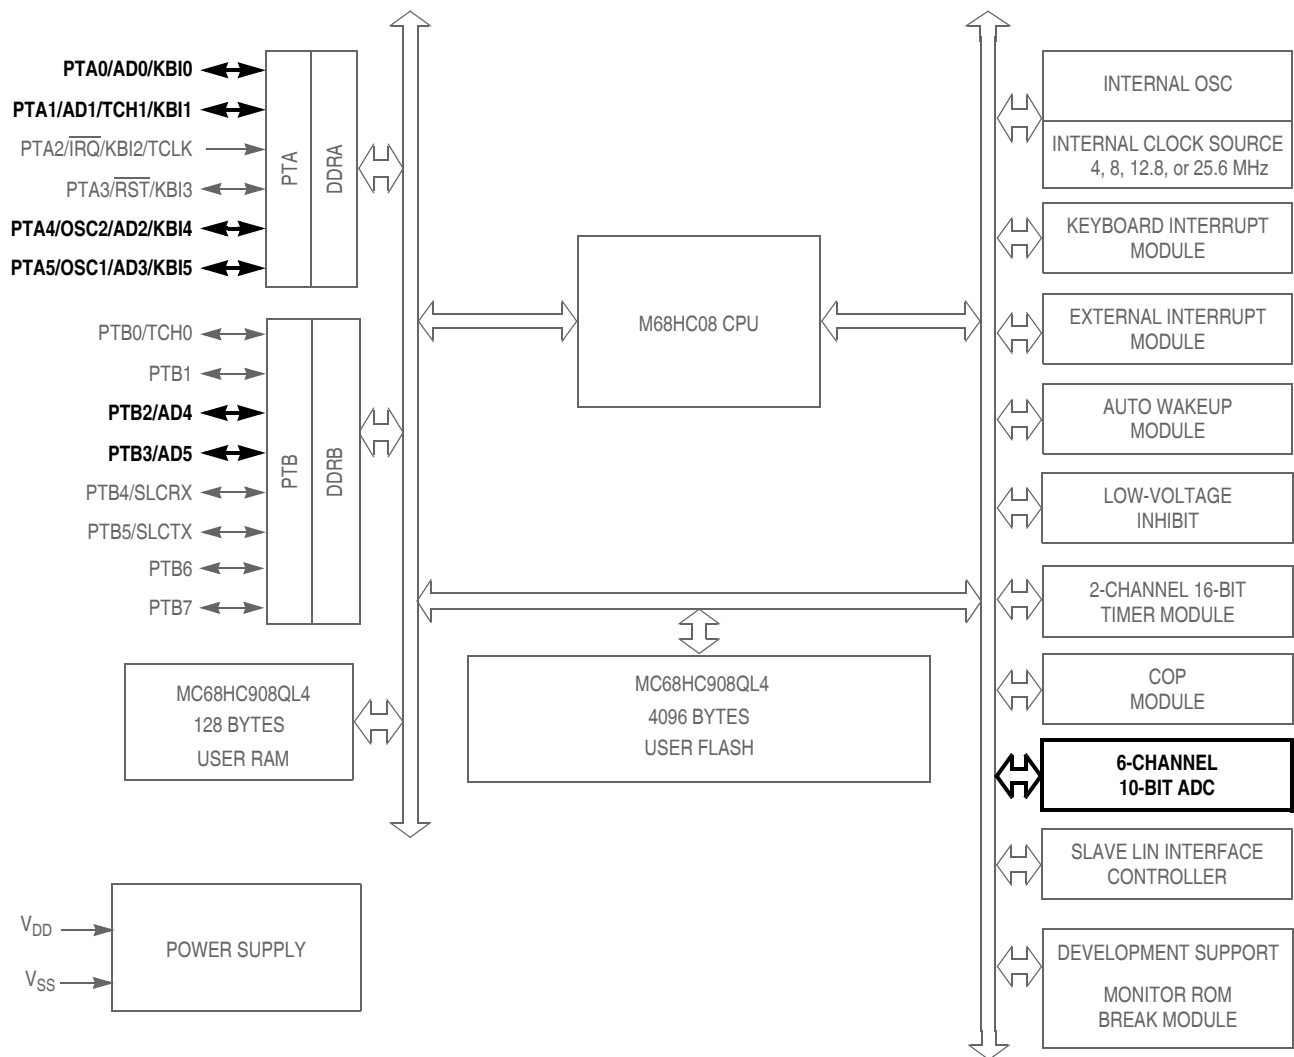 PTA0/AD0/KBI0
PTA1/AD1/TCH1/KBI1
PTA2/IRQ/KBI2/TCLK
PTA3/RST/KBI3
PTA4/OSC2/AD2/KBI4
PTA5/OSC1/AD3/KBI5
PTA
DDRA
PTB0/TCH0
PTB1
PTB2/AD4
PTB3/AD5
PTB4/SLCRX
PTB5/SLCTX
PTB6
PTB7
PTB
DDRB
M68HC08 CPU
MC68HC908QL4
128 BYTES
USER RAM
MC68HC908QL4
4096 BYTES
USER FLASH
VDD
VSS
POWER SUPPLY
INTERNAL OSC
INTERNAL CLOCK SOURCE
4, 8, 12.8, or 25.6 MHz
KEYBOARD INTERRUPT
MODULE
EXTERNAL INTERRUPT
MODULE
AUTO WAKEUP
MODULE
LOW-VOLTAGE
INHIBIT
2-CHANNEL 16-BIT
TIMER MODULE
COP
MODULE
6-CHANNEL
10-BIT ADC
SLAVE LIN INTERFACE
CONTROLLER
DEVELOPMENT SUPPORT
MONITOR ROM
BREAK MODULE